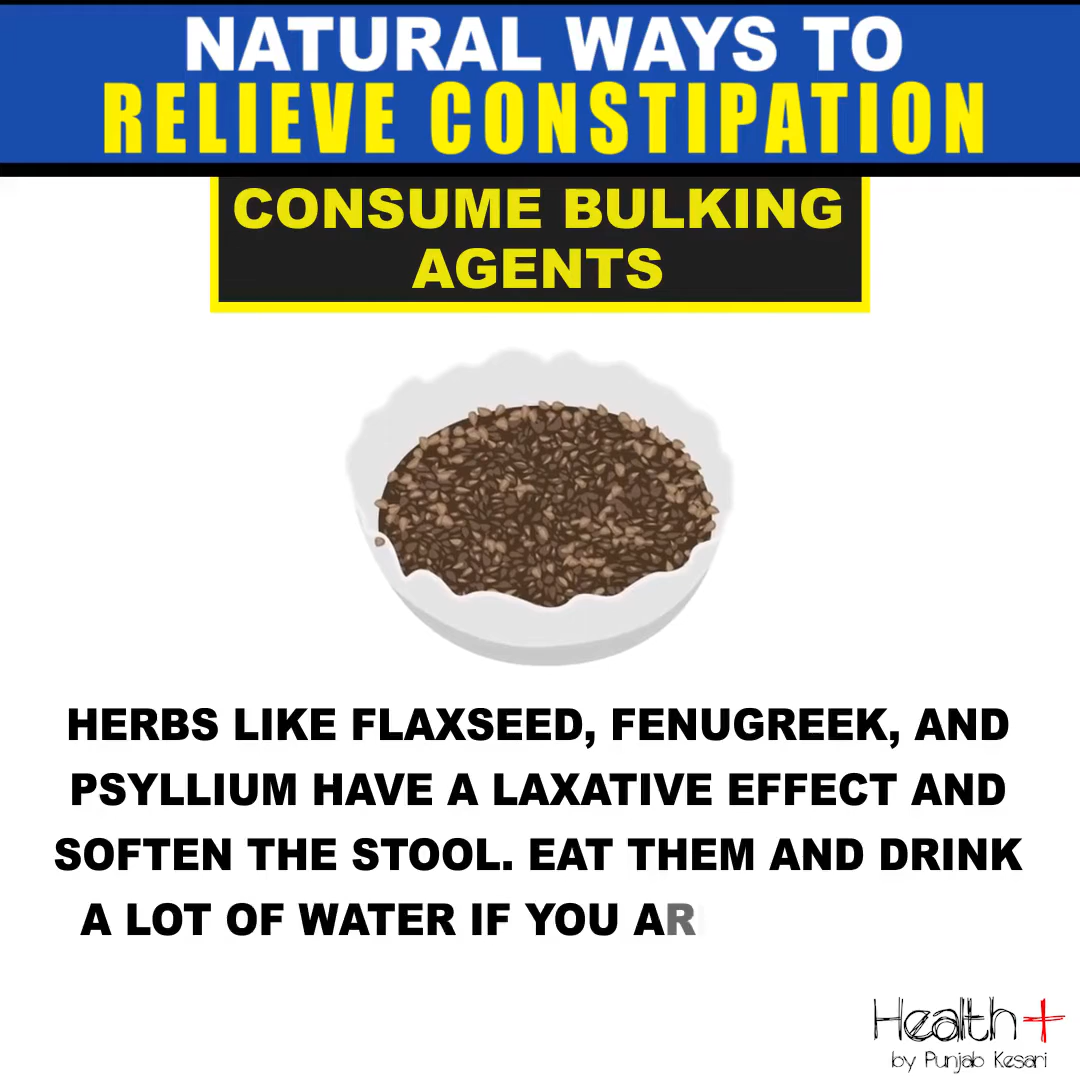 NATURAL WAYS TO
RELIEVE CONSTIPATION
CONSUME BULKING
AGENTS
HERBS LIKE FLAXSEED, FENUGREEK, AND
PSYLLIUM HAVE A LAXATIVE EFFECT AND
SOFTEN THE STOOL. EAT THEM AND DRINK
A LOT OF WATER IF YOU AR
Health+
by Punjab Kesari